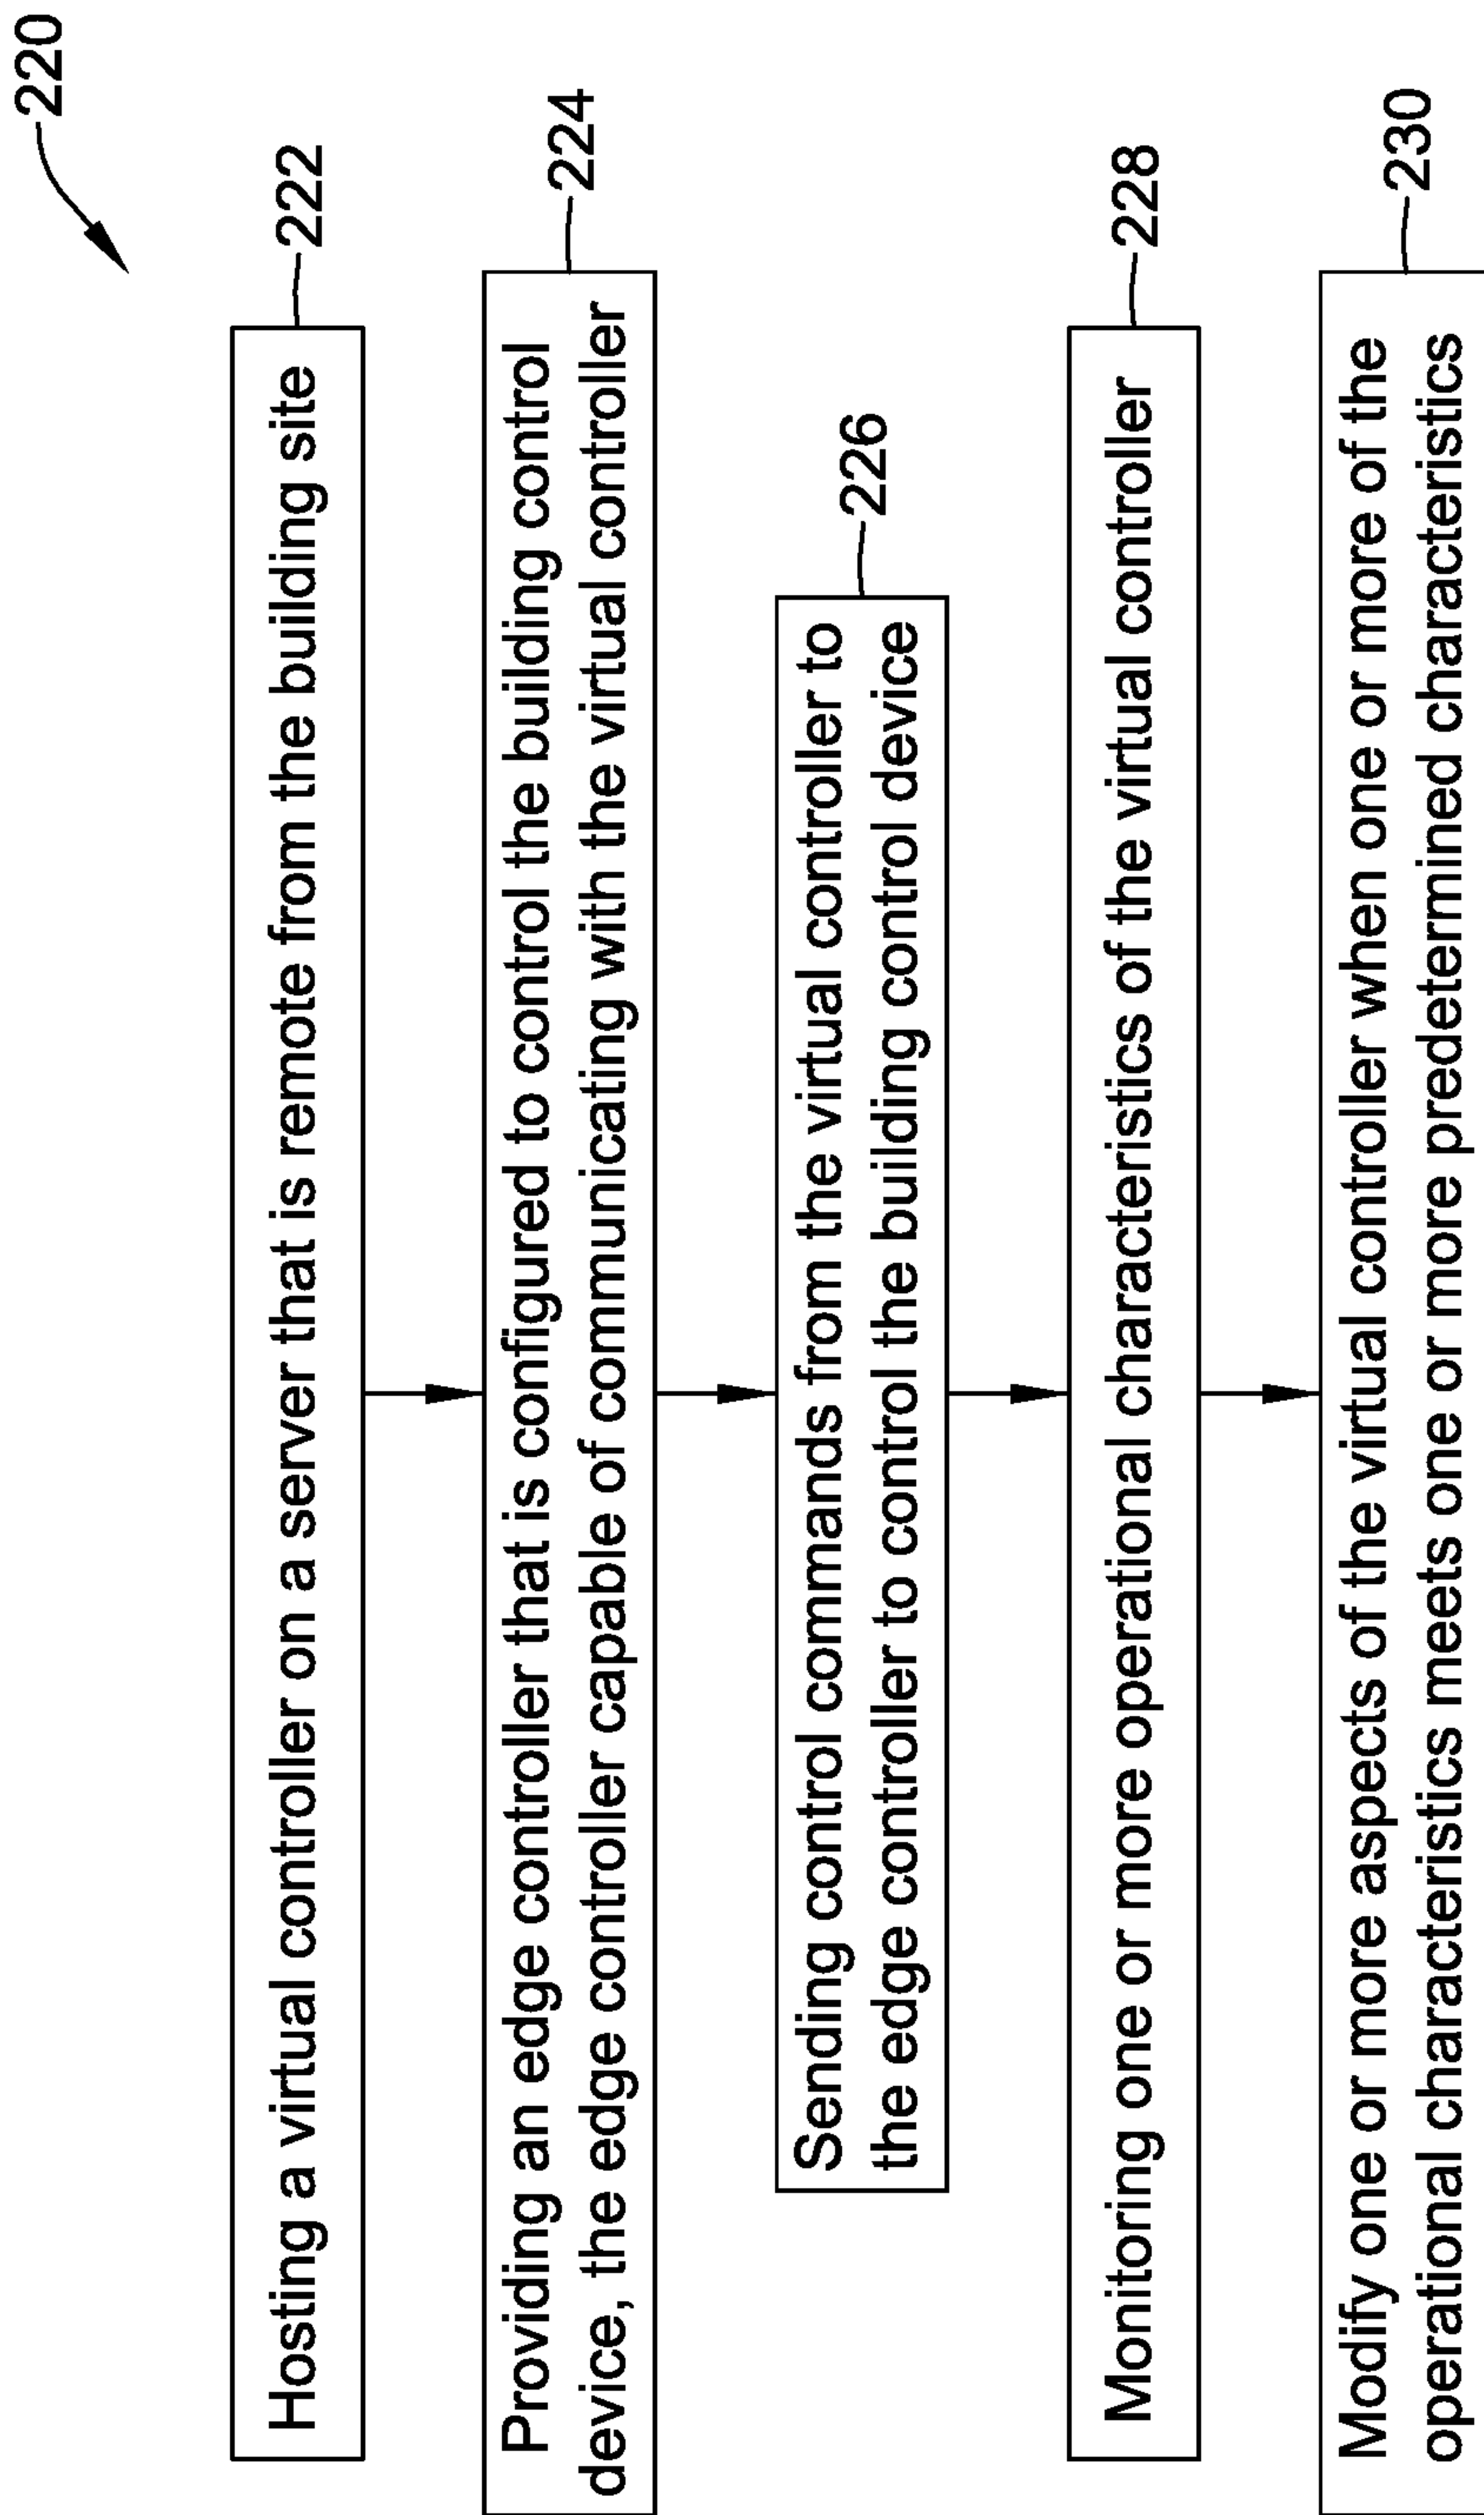 220
Hosting a virtual controller on a server that is remote from the building site
222
Providing an edge controller that is configured to control the building control
device, the edge controller capable of communicating with the virtual controller
224
Sending control commands from the virtual controller to
the edge controller to control the building control device
226
Monitoring one or more operational characteristics of the virtual controller
228
Modify one or more aspects of the virtual controller when one or more of the
operational characteristics meets one or more predetermined characteristics
230